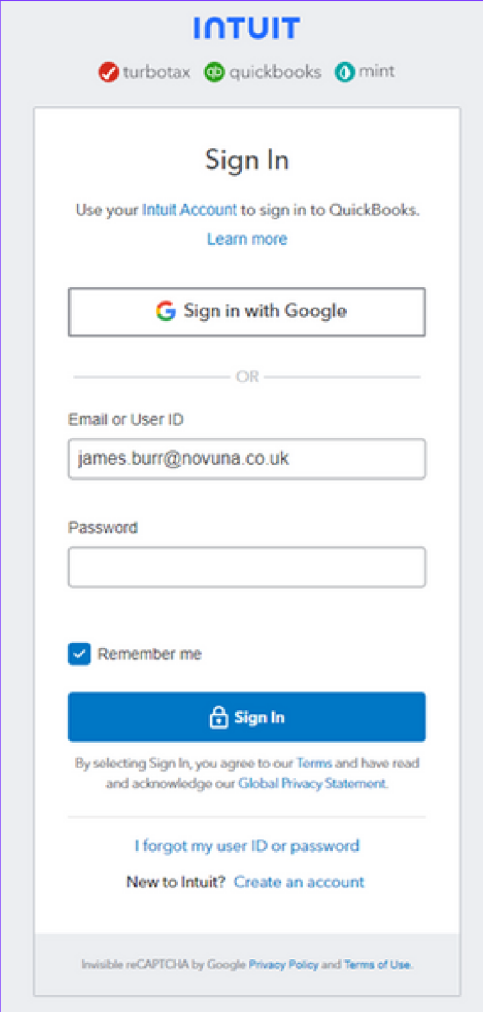 INTUIT
turbotax quickbooks mint
Sign In
Use your Intuit Account to sign in to QuickBooks.
Learn more
Sign in with Google
OR
Email or User ID
james.burr@novuna.co.uk
Password
Remember me
Sign In
By selecting Sign In, you agree to our Terms and have read
and acknowledge our Global Privacy Statement.
I forgot my user ID or password
New to Intuit? Create an account
Invisible reCAPTCHA by Google Privacy Policy and Terms of Use.